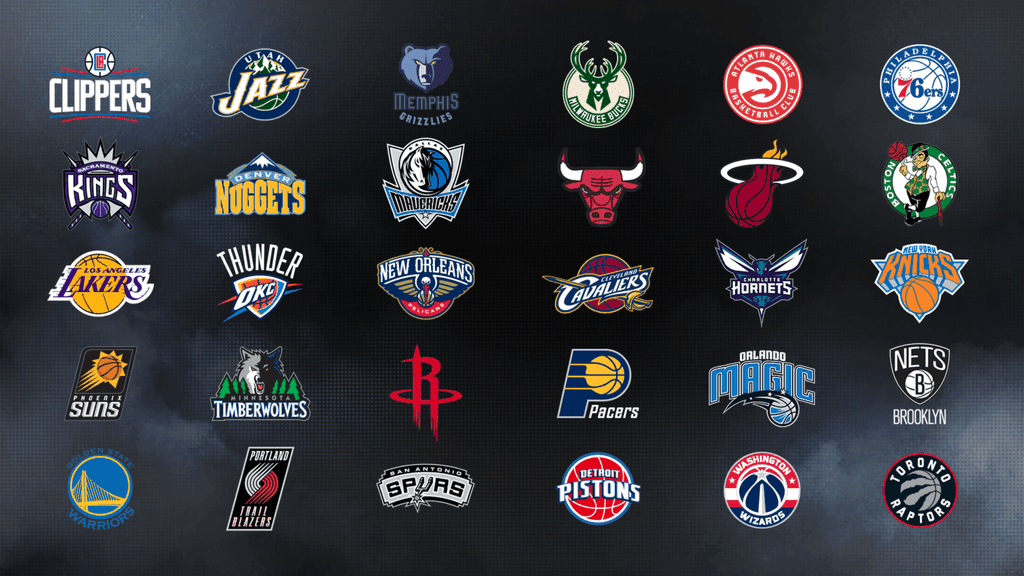 CLIPPERS
UTAH
JAZZ
MEMPHIS
GRIZZLIES
MILWAUKEE BUCKS
ATLANTA HAWKS
BASKETBALL CLUB
PHILADELPHIA
76ers
SACRAMENTO
KINGS
DENVER
NUGGETS
DALLAS
MAVERICKS
BOSTON
CELTICS
LOS ANGELES
LAKERS
THUNDER
OKC
NEW ORLEANS
PELICANS
CLEVELAND
CAVALIERS
CHARLOTTE
HORNETS
NEW YORK
KNICKS
PHOENIX
SUNS
MINNESOTA
TIMBERWOLVES
R
P
Pacers
ORLANDO
MAGIC
NETS
B
BROOKLYN
GOLDEN STATE
WARRIORS
PORTLAND
TRAIL
BLAZERS
SAN ANTONIO
SPURS
DETROIT
PISTONS
WASHINGTON
WIZARDS
TORONTO
RAPTORS